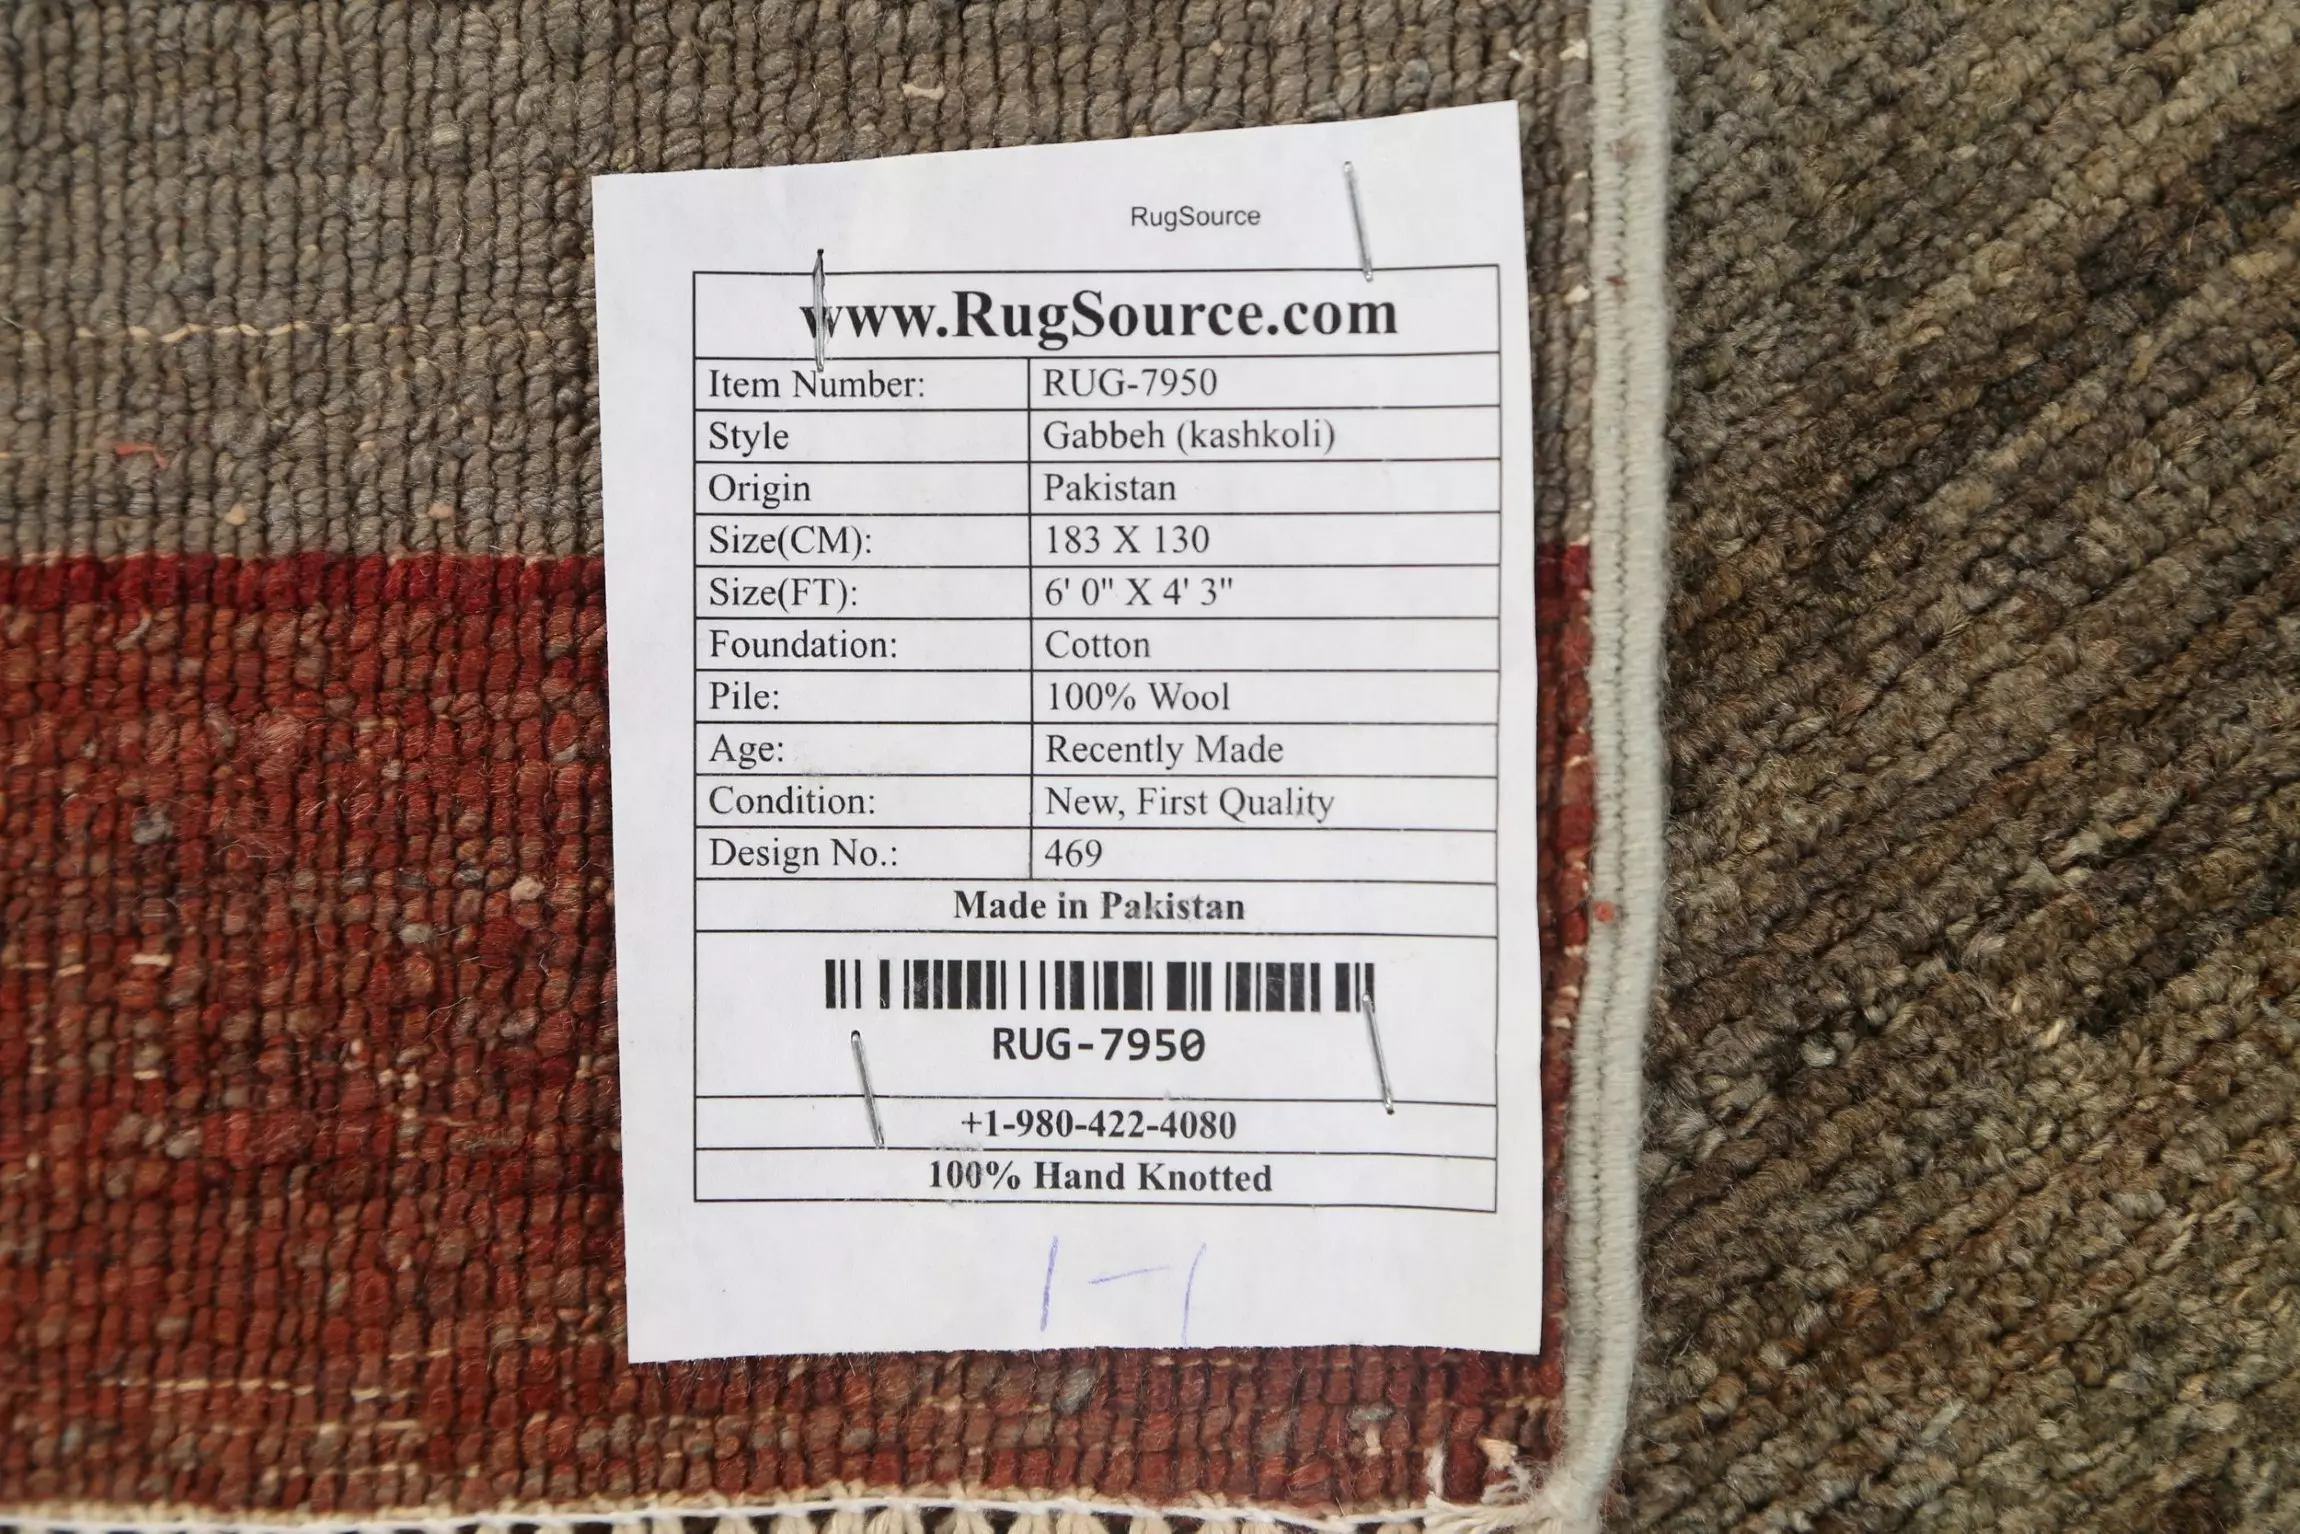 RugSource
www.RugSource.com
Item Number: RUG-7950
Style Gabbeh (kashkoli)
Origin Pakistan
Size(CM): 183 X 130
Size(FT): 6' 0" X 4' 3"
Foundation: Cotton
Pile: 100% Wool
Age: Recently Made
Condition: New, First Quality
Design No.: 469
Made in Pakistan
RUG-7950
+1-980-422-4080
100% Hand Knotted
1-1